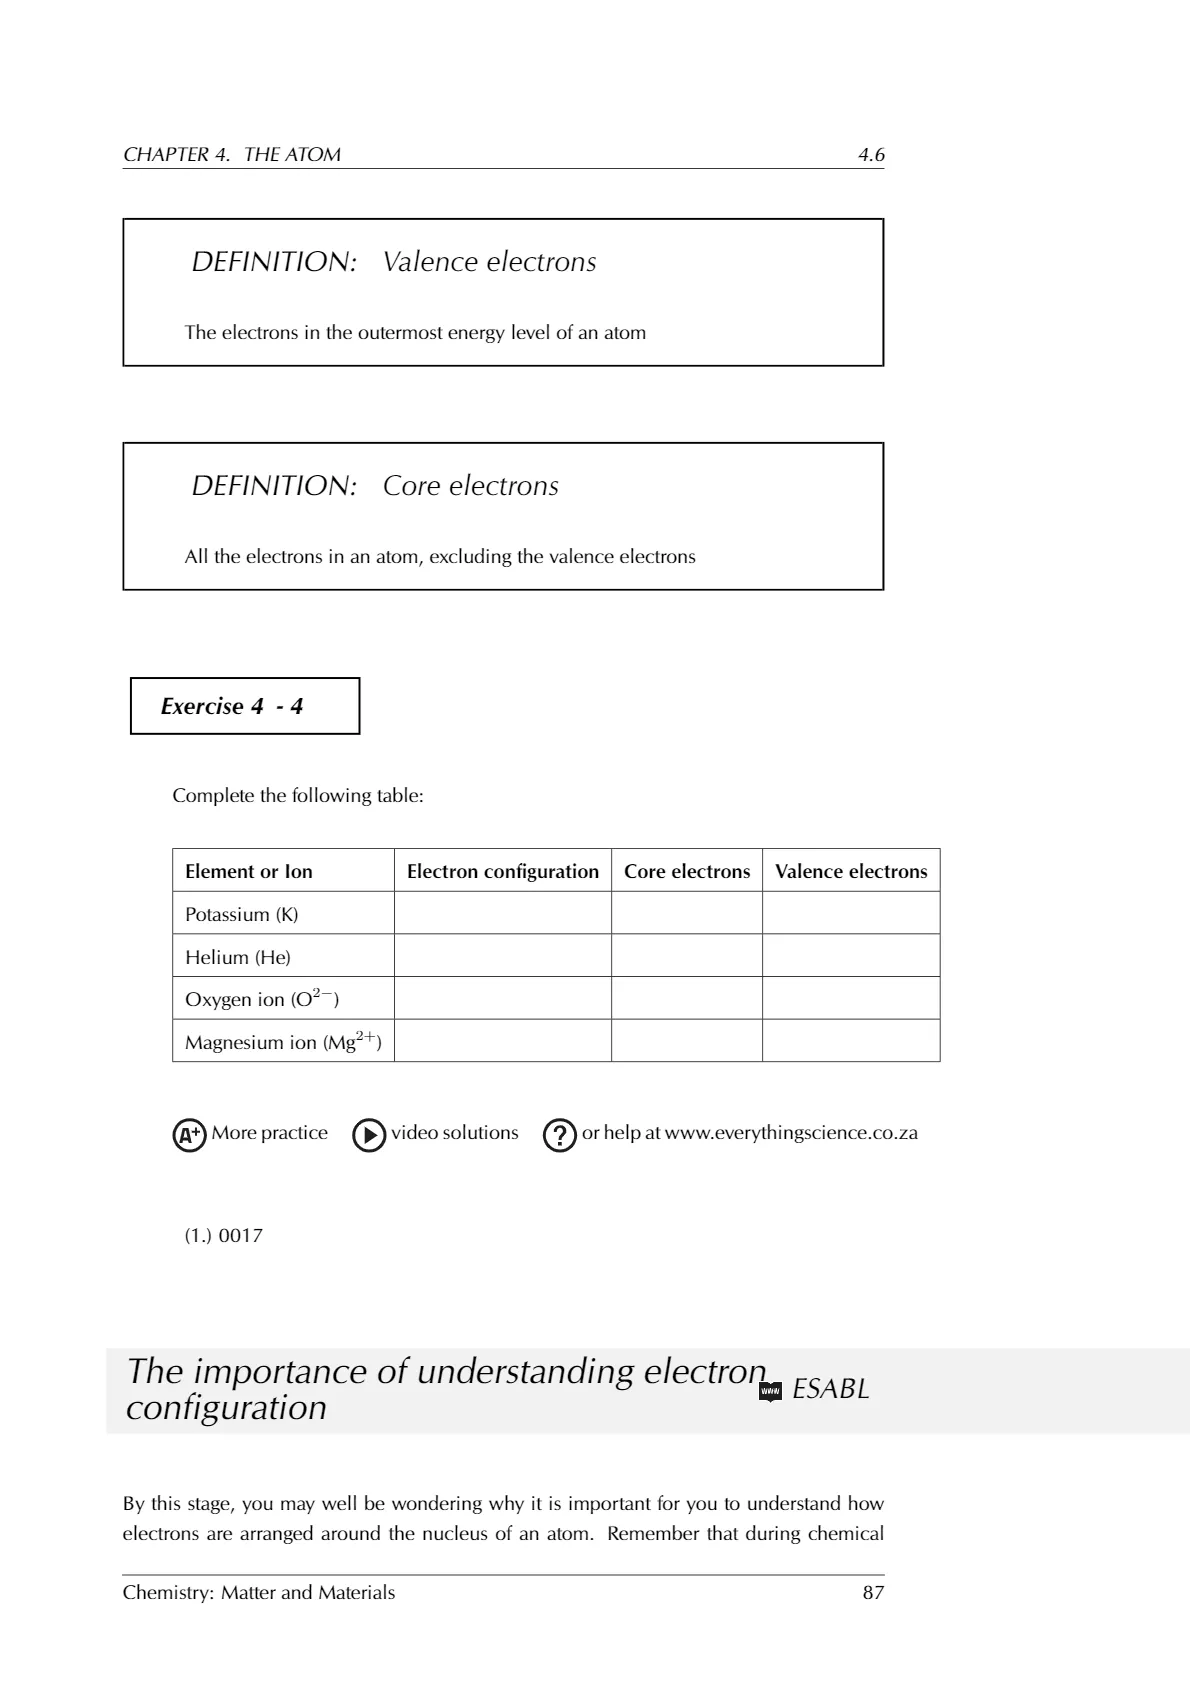 CHAPTER 4. THE ATOM 4.6
DEFINITION: Valence electrons
The electrons in the outermost energy level of an atom
DEFINITION: Core electrons
All the electrons in an atom, excluding the valence electrons
Exercise 4 - 4
Complete the following table:
Element or Ion Electron configuration Core electrons Valence electrons
Potassium (K)
Helium (He)
Oxygen ion (O²⁻)
Magnesium ion (Mg²⁺)
A+ More practice video solutions ? or help at www.everythingscience.co.za
(1.) 0017
The importance of understanding electron
configuration
www ESABL
By this stage, you may well be wondering why it is important for you to understand how
electrons are arranged around the nucleus of an atom. Remember that during chemical
Chemistry: Matter and Materials 87